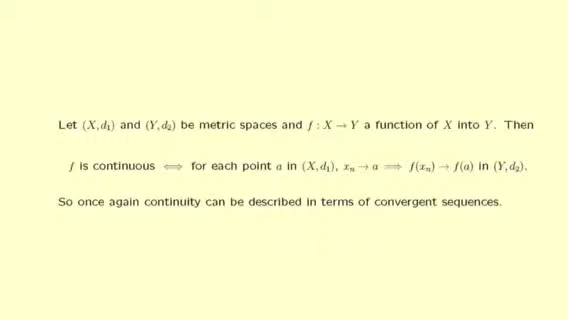 Let (X, d₁) and (Y, d₂) be metric spaces and f : X → Y a function of X into Y. Then
f is continuous ⟺ for each point a in (X, d₁), xₙ → a ⟹ f(xₙ) → f(a) in (Y, d₂).
So once again continuity can be described in terms of convergent sequences.